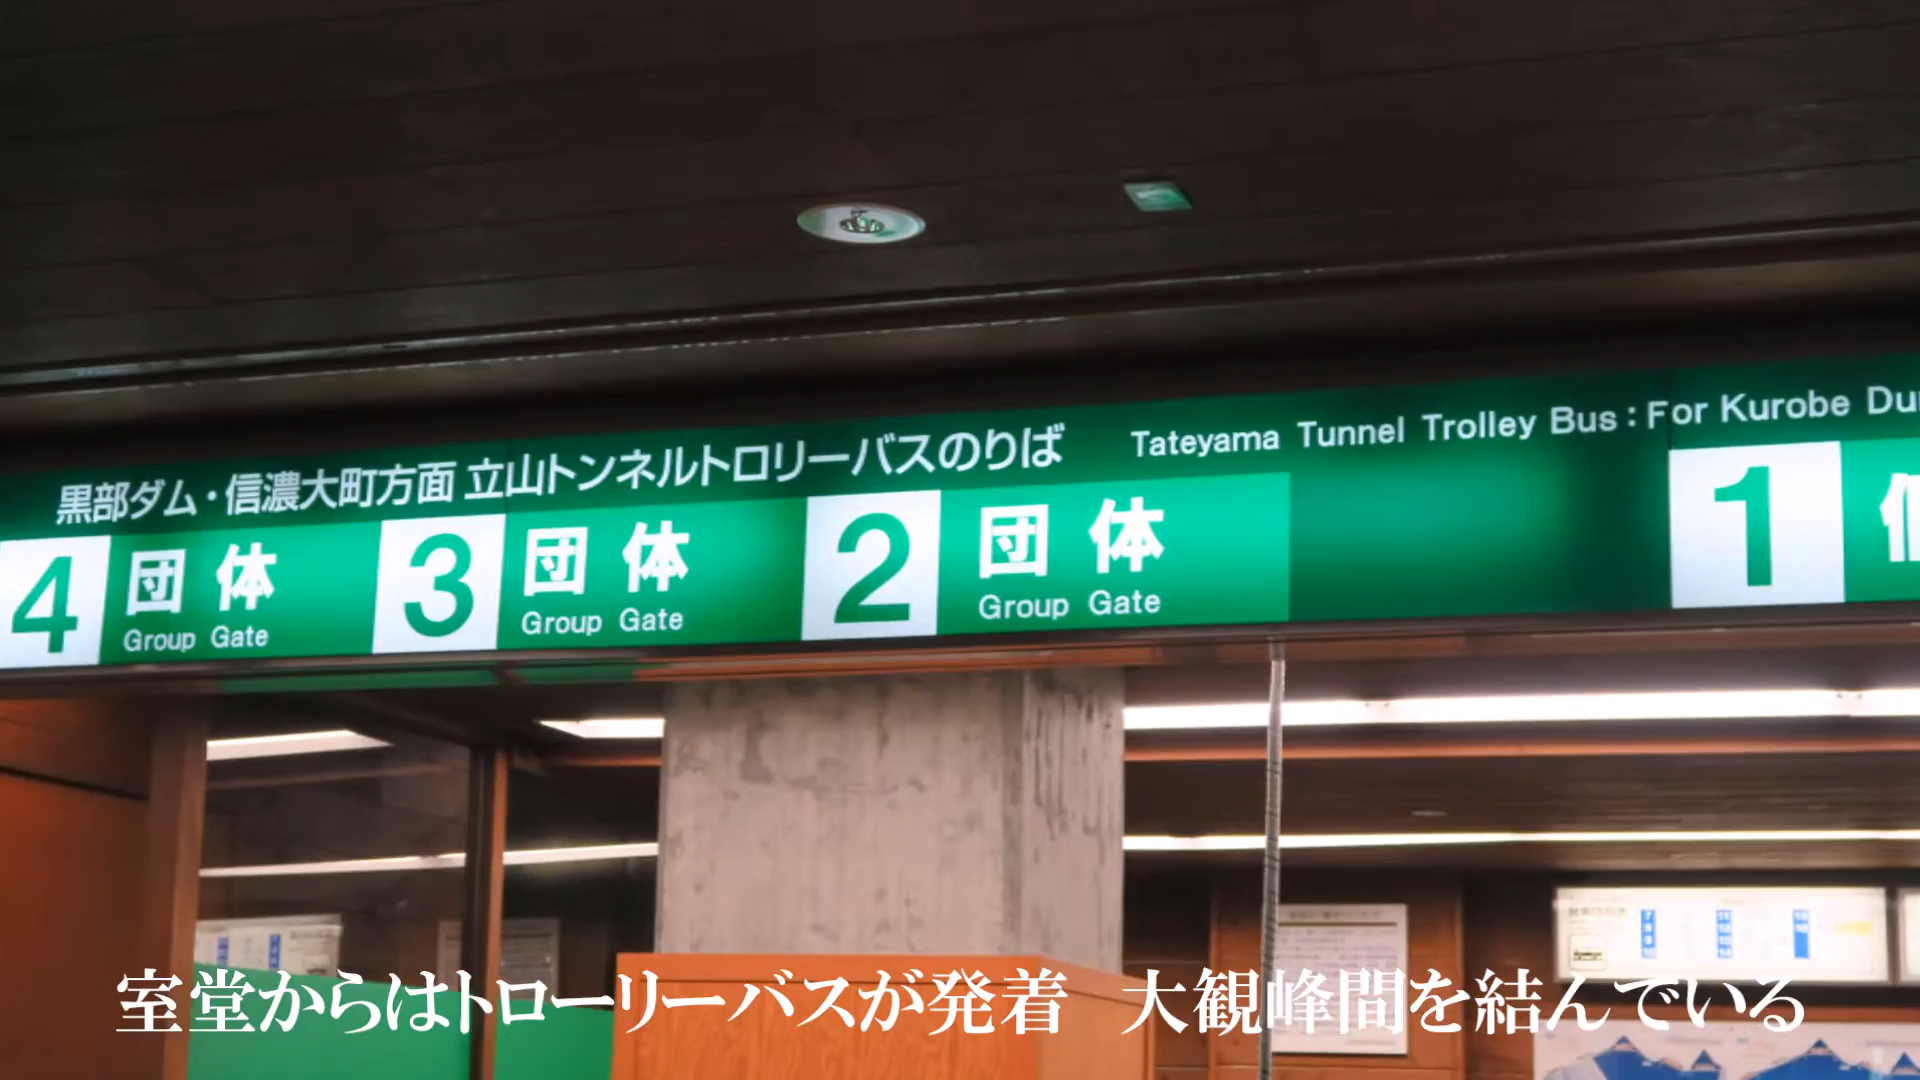 黒部ダム・信濃大町方面 立山トンネルトロリーバスのりば Tateyama Tunnel Trolley Bus : For Kurobe
4 団体 3 団体 2 団体 1
Group Gate Group Gate Group Gate
室堂からはトローリーバスが発着 大観峰間を結んでいる